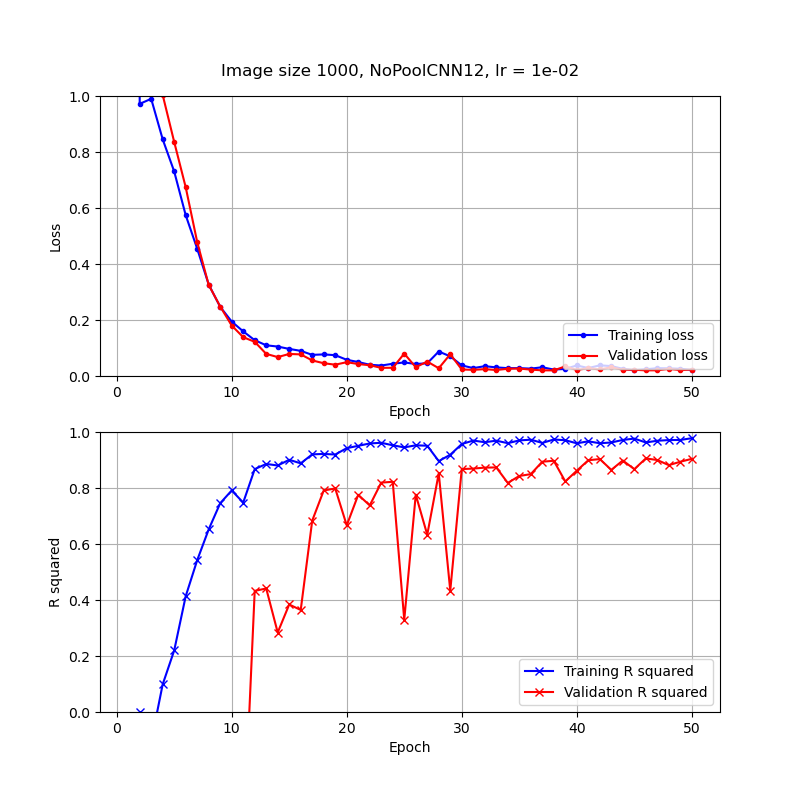 Image size 1000, NoPoolCNN12, lr = 1e-02
1.0
0.8
0.6
0.4
0.2
0.0
Loss
0 10 20 30 40 50
Epoch
Training loss
Validation loss
1.0
0.8
0.6
0.4
0.2
0.0
R squared
0 10 20 30 40 50
Epoch
Training R squared
Validation R squared